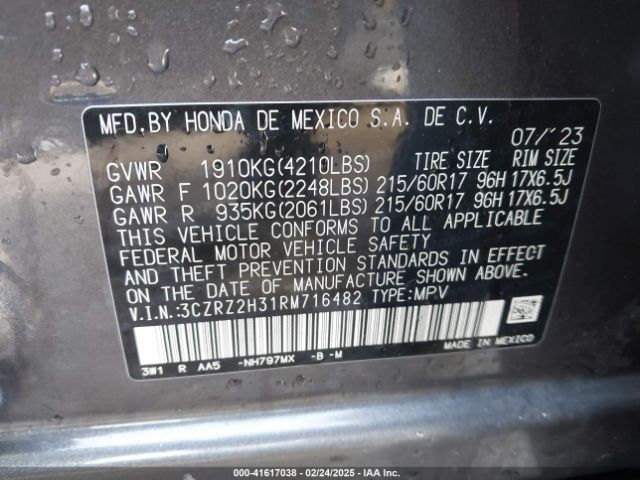 MFD.BY HONDA DE MEXICO S.A. DE C.V.
07/´23
GVWR 1910KG(4210LBS) TIRE SIZE RIM SIZE
GAWR F 1020KG(2248LBS) 215/60R17 96H 17X6.5J
GAWR R 935KG(2061LBS) 215/60R17 96H 17X6.5J
THIS VEHICLE CONFORMS TO ALL APPLICABLE
FEDERAL MOTOR VEHICLE SAFETY
AND THEFT PREVENTION STANDARDS IN EFFECT
ON THE DATE OF MANUFACTURE SHOWN ABOVE.
V.I.N.:3CZRZ2H31RM716482 TYPE:MPV
MADE IN MEXICO
3W1 R AA5 -NH797MX -B -M
000-41617038 - 02/24/2025 - IAA Inc.